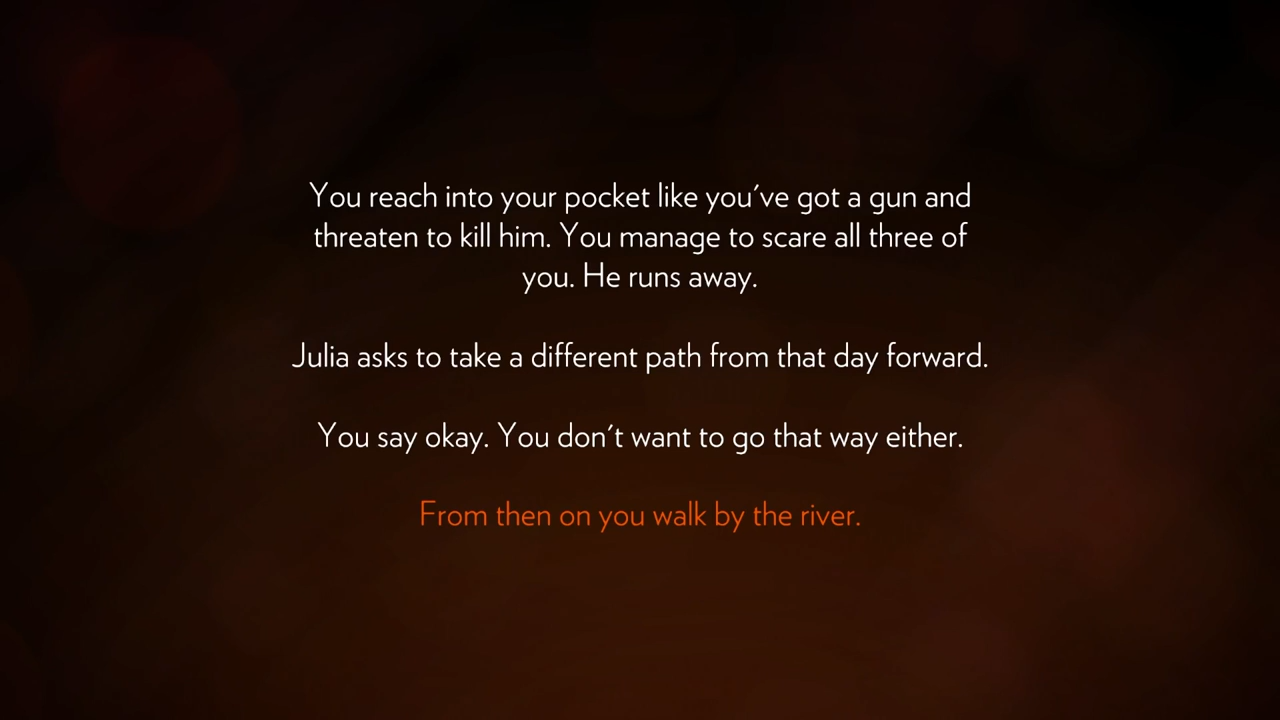 You reach into your pocket like you've got a gun and
threaten to kill him. You manage to scare all three of
you. He runs away.
Julia asks to take a different path from that day forward.
You say okay. You don't want to go that way either.
From then on you walk by the river.